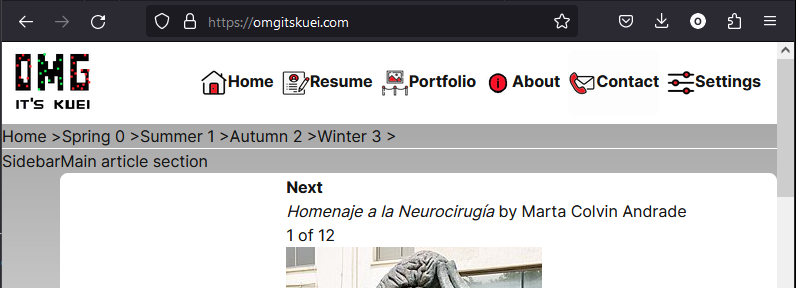 https://omgitskuei.com
OMG
IT'S KUEI
Home Resume Portfolio About Contact Settings
Home >Spring 0 >Summer 1 >Autumn 2 >Winter 3 >
SidebarMain article section
Next
Homenaje a la Neurocirugía by Marta Colvin Andrade
1 of 12